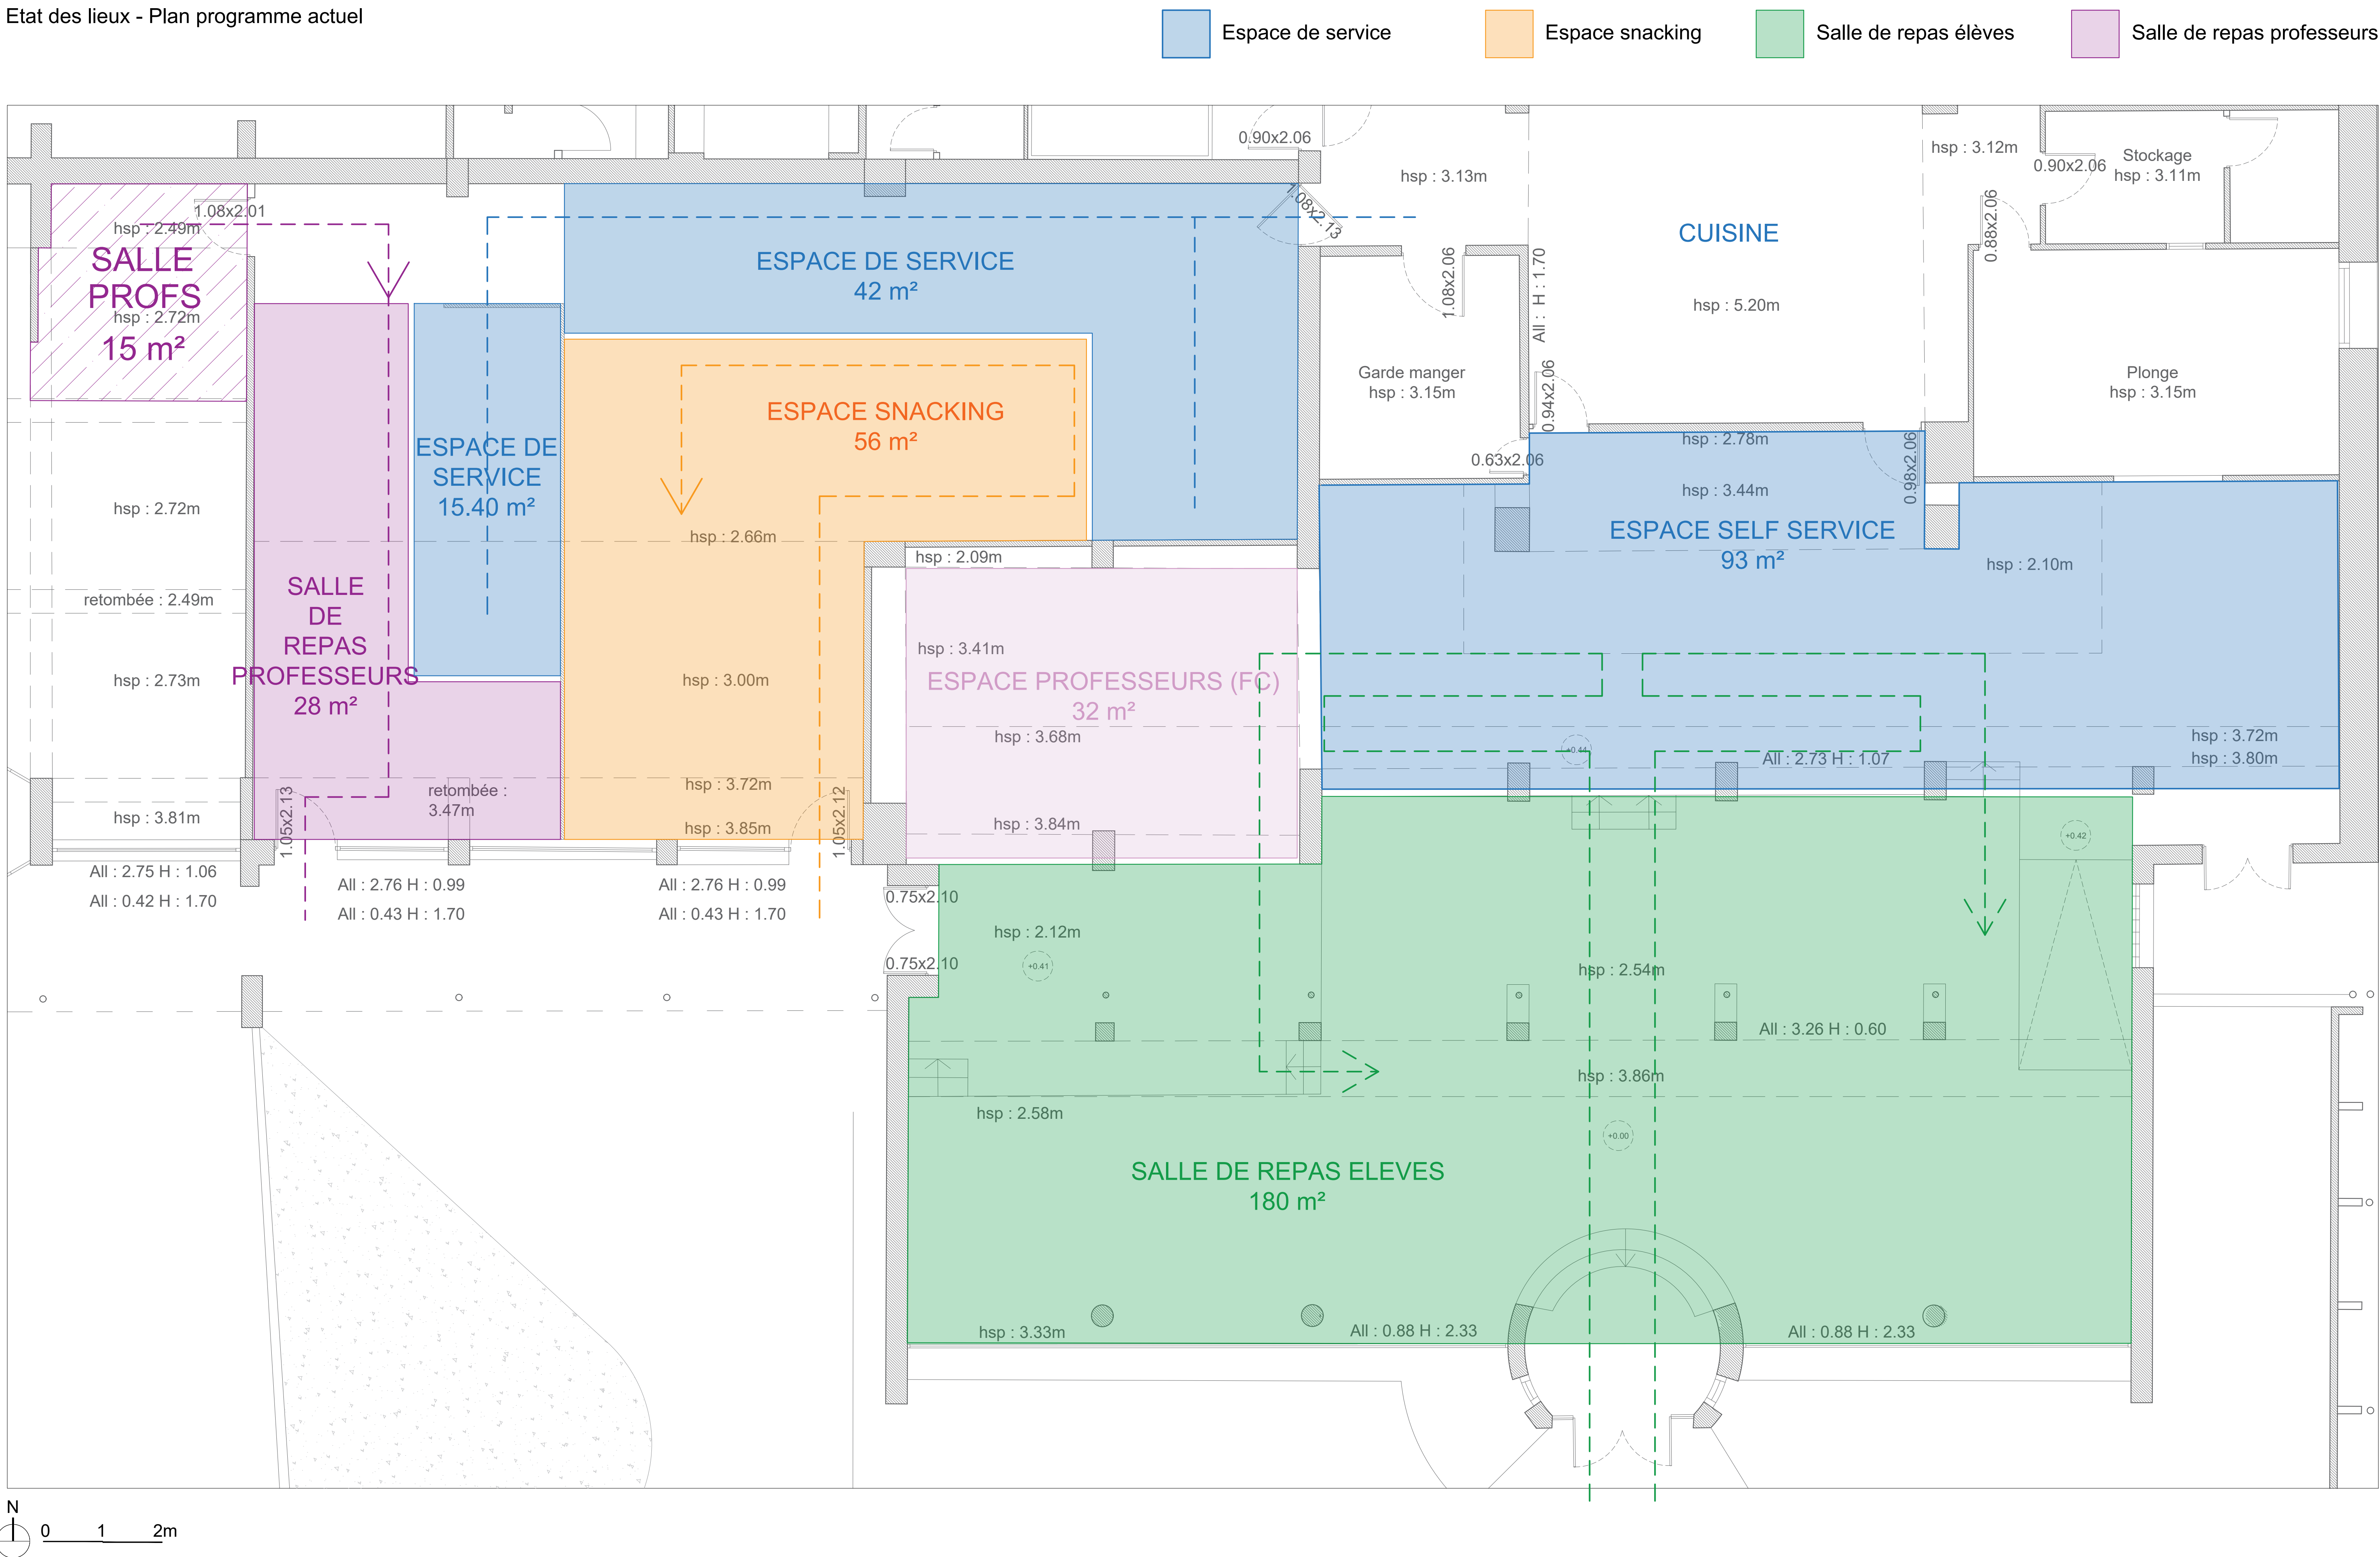 Etat des lieux - Plan programme actuel
Espace de service
Espace snacking
Salle de repas élèves
Salle de repas professeurs
0.90x2.06
hsp : 3.13m
hsp : 3.12m
0.90x2.06
Stockage
hsp : 3.11m
1.08x2.01
hsp : 2.49m
SALLE
PROFS
hsp : 2.72m
15 m²
1.08x2.13
ESPACE DE SERVICE
42 m²
CUISINE
hsp : 5.20m
0.88x2.06
1.08x2.06
All : H : 1.70
Garde manger
hsp : 3.15m
0.94x2.06
Plonge
hsp : 3.15m
ESPACE SNACKING
56 m²
ESPACE DE
SERVICE
15.40 m²
hsp : 2.78m
0.63x2.06
0.98x2.06
hsp : 3.44m
ESPACE SELF SERVICE
93 m²
hsp : 2.10m
hsp : 2.72m
hsp : 2.66m
hsp : 2.09m
retombée : 2.49m
SALLE
DE
REPAS
PROFESSEURS
28 m²
hsp : 2.73m
hsp : 3.00m
hsp : 3.41m
ESPACE PROFESSEURS (FC)
32 m²
hsp : 3.68m
+0.44
All : 2.73 H : 1.07
hsp : 3.72m
hsp : 3.80m
hsp : 3.81m
1.05x2.13
retombée :
3.47m
hsp : 3.72m
hsp : 3.85m
1.05x2.12
hsp : 3.84m
+0.42
All : 2.75 H : 1.06
All : 0.42 H : 1.70
All : 2.76 H : 0.99
All : 0.43 H : 1.70
All : 2.76 H : 0.99
All : 0.43 H : 1.70
0.75x2.10
hsp : 2.12m
0.75x2.10
+0.41
hsp : 2.54m
All : 3.26 H : 0.60
hsp : 3.86m
hsp : 2.58m
+0.00
SALLE DE REPAS ELEVES
180 m²
hsp : 3.33m
All : 0.88 H : 2.33
All : 0.88 H : 2.33
N
0 1 2m